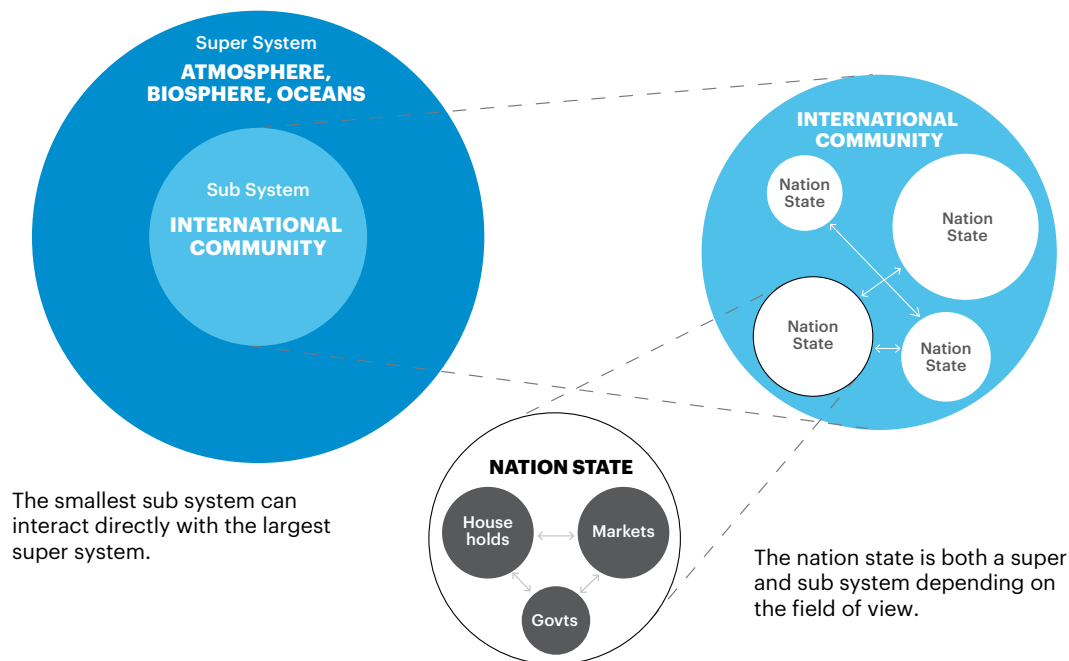 Super System
ATMOSPHERE,
BIOSPHERE, OCEANS
Sub System
INTERNATIONAL
COMMUNITY
INTERNATIONAL
COMMUNITY
Nation
State
Nation
State
Nation
State
Nation
State
NATION STATE
House
holds
Markets
Govts
The smallest sub system can
interact directly with the largest
super system.
The nation state is both a super
and sub system depending on
the field of view.